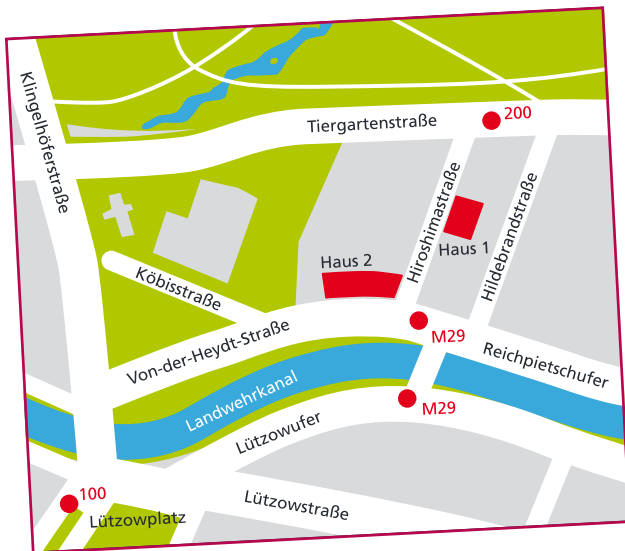 Klingelhöferstraße
Tiergartenstraße
200
Hiroshimastraße
Hildebrandstraße
Haus 1
Haus 2
Köbisstraße
Von-der-Heydt-Straße
M29
Reichpietschufer
Landwehrkanal
M29
Lützowufer
100
Lützowplatz
Lützowstraße